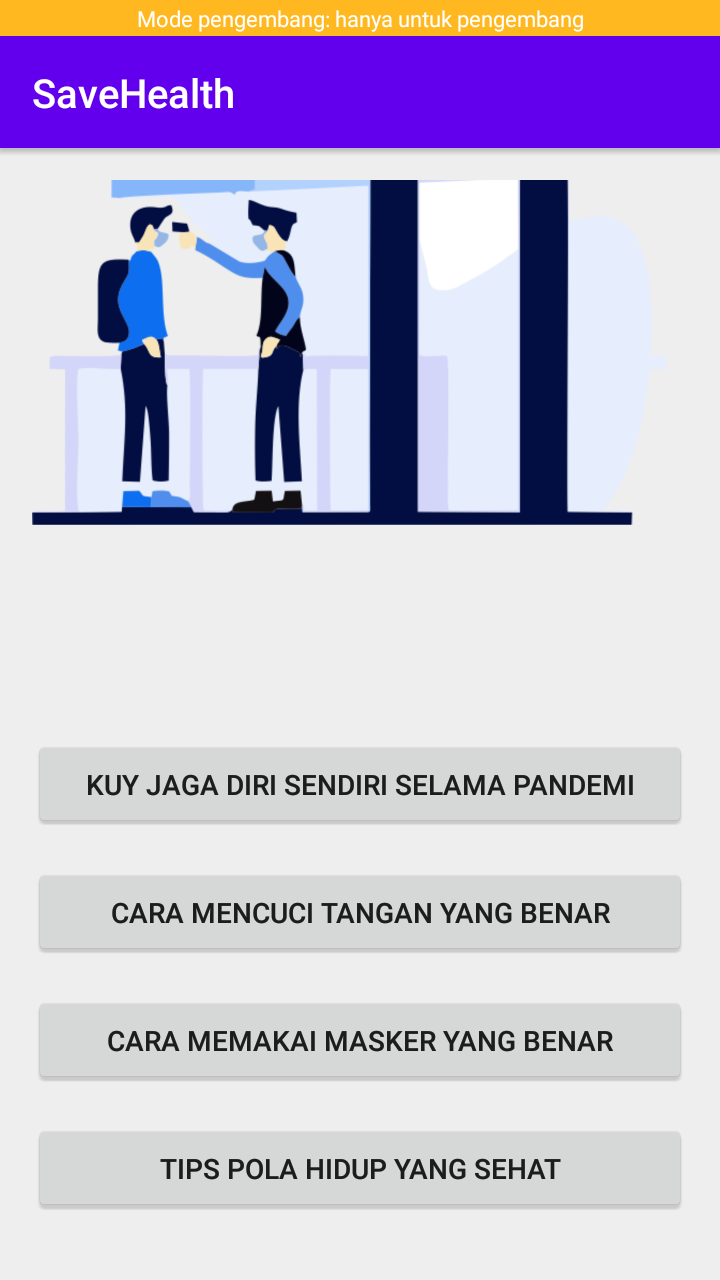 Mode pengembang: hanya untuk pengembang
SaveHealth
KUY JAGA DIRI SENDIRI SELAMA PANDEMI
CARA MENCUCI TANGAN YANG BENAR
CARA MEMAKAI MASKER YANG BENAR
TIPS POLA HIDUP YANG SEHAT